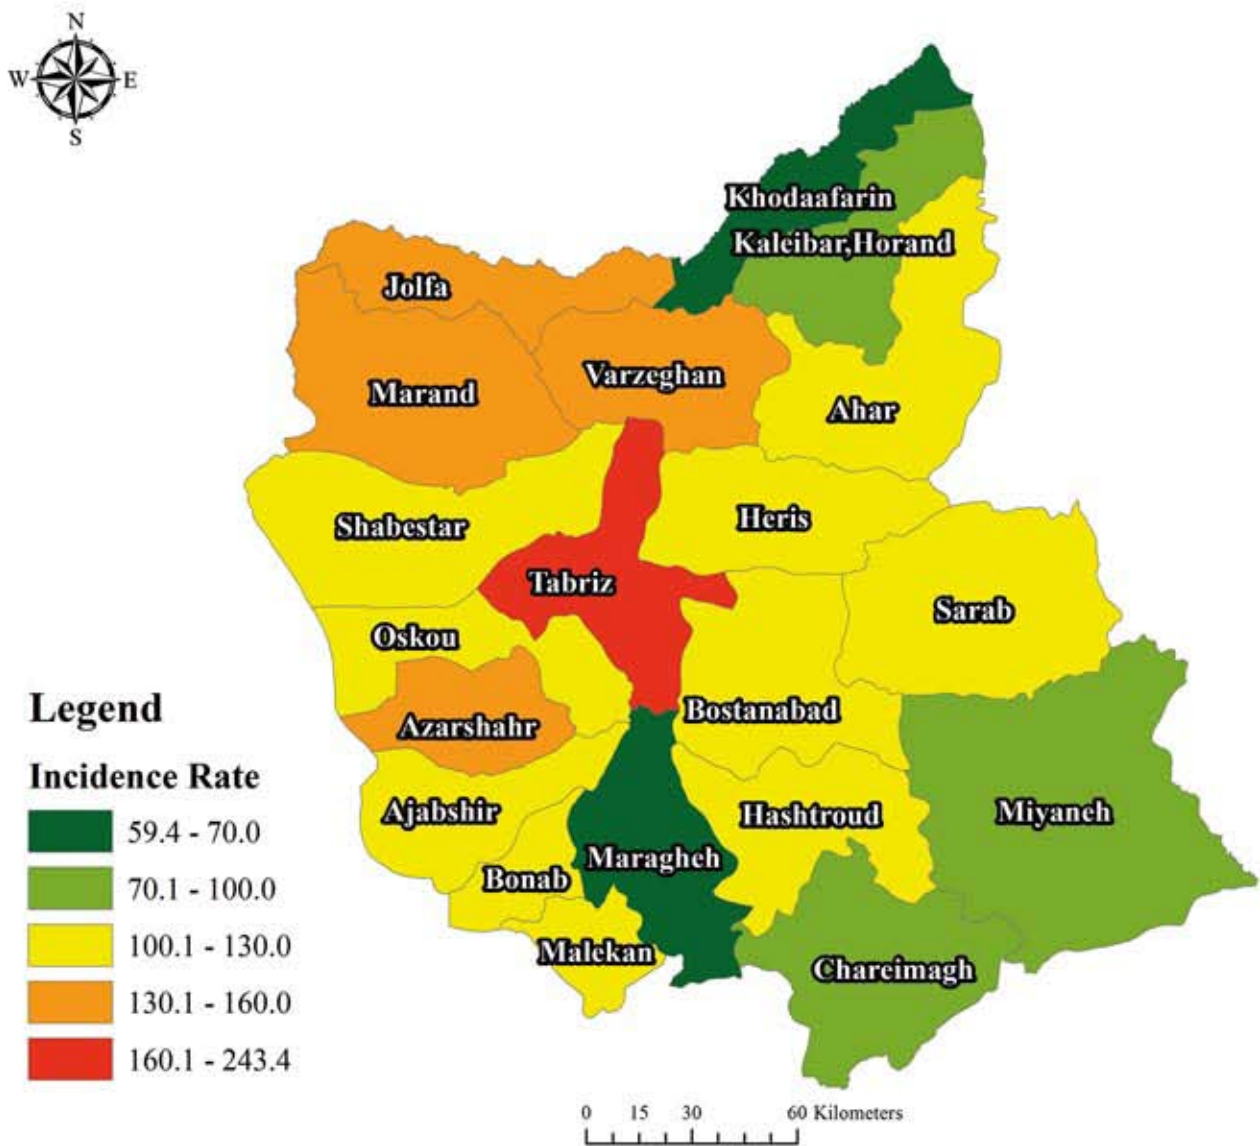 N
W E
S
Khodaafarin
Kaleibar,Horand
Jolfa
Varzeghan
Marand
Ahar
Shabestar
Heris
Tabriz
Sarab
Oskou
Bostanabad
Azarshahr
Ajabshir
Hashtroud
Miyaneh
Maragheh
Bonab
Malekan
Chareimagh
Legend
Incidence Rate
59.4 - 70.0
70.1 - 100.0
100.1 - 130.0
130.1 - 160.0
160.1 - 243.4
0 15 30 60 Kilometers